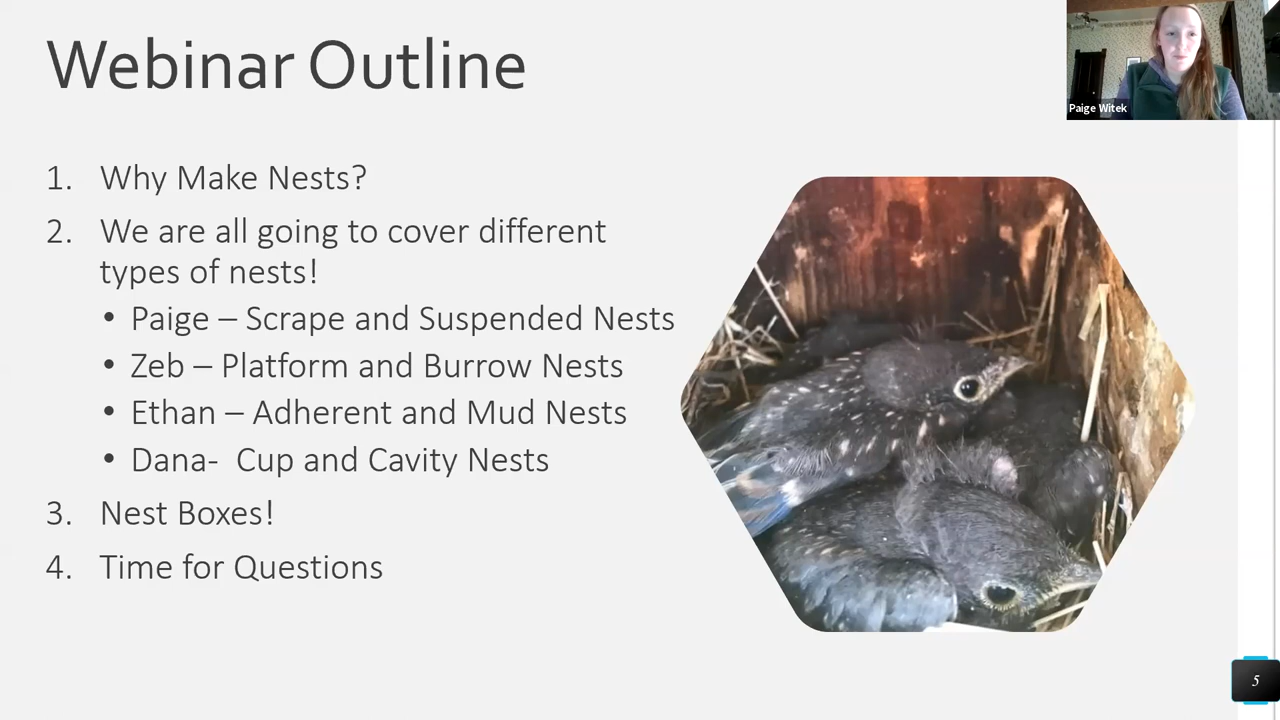 Webinar Outline
Paige Witek
1. Why Make Nests?
2. We are all going to cover different
types of nests!
• Paige – Scrape and Suspended Nests
• Zeb – Platform and Burrow Nests
• Ethan – Adherent and Mud Nests
• Dana-  Cup and Cavity Nests
3. Nest Boxes!
4. Time for Questions
5